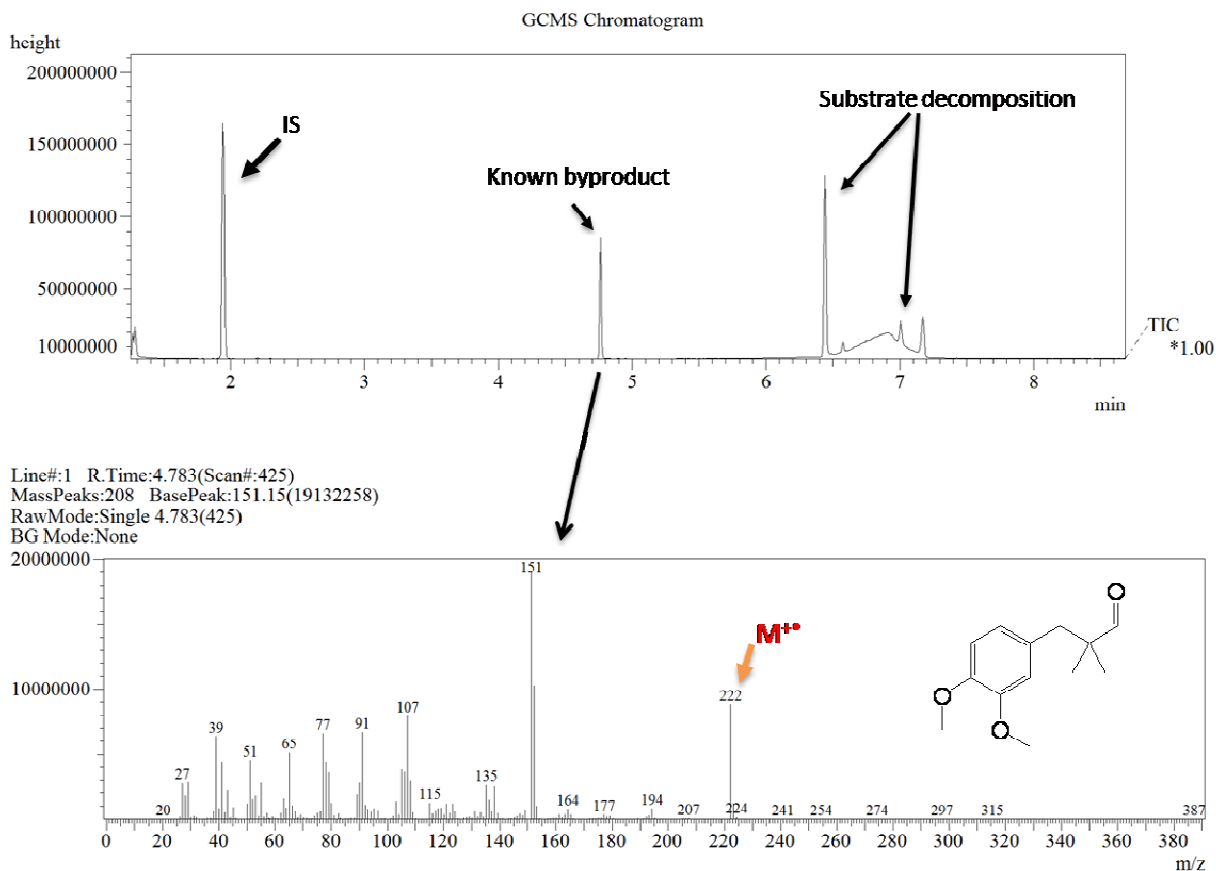 GCMS Chromatogram
height
200000000
150000000
100000000
50000000
10000000
IS
Known byproduct
Substrate decomposition
TIC
*1.00
2 3 4 5 6 7 8
min
Line#:1 R.Time:4.783(Scan#:425)
MassPeaks:208 BasePeak:151.15(19132258)
RawMode:Single 4.783(425)
BG Mode:None
20000000
10000000
151
M+•
222
107
39 77 91
51 65
27 135
20 115 164 177 194 207 224 241 254 274 297 315 387
O
O
O
0 20 40 60 80 100 120 140 160 180 200 220 240 260 280 300 320 340 360 380
m/z